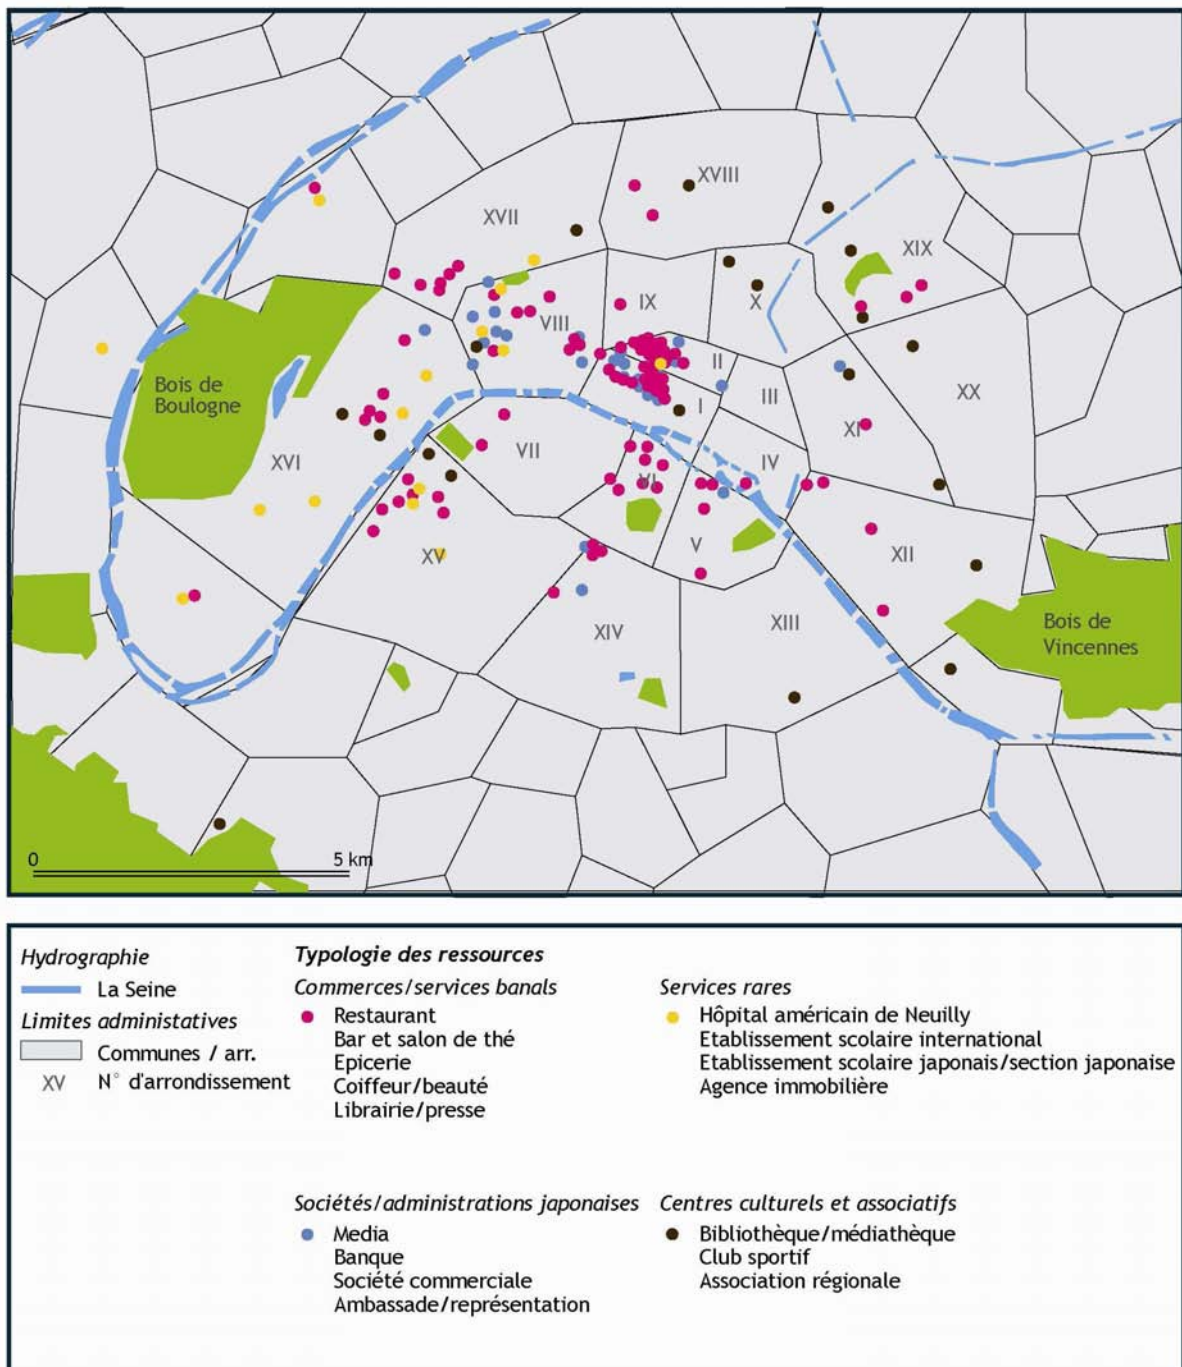 XVIII
XVII
XIX
IX
X
VIII
II
Bois de
Boulogne
III
XX
I
XI
VII
IV
XVI
VI
V
XV
XII
XIII
XIV
Bois de
Vincennes
0
5 km
Hydrographie
La Seine
Limites administatives
Communes / arr.
XV N° d'arrondissement
Typologie des ressources
Commerces/services banals
Restaurant
Bar et salon de thé
Epicerie
Coiffeur/beauté
Librairie/presse
Services rares
Hôpital américain de Neuilly
Etablissement scolaire international
Etablissement scolaire japonais/section japonaise
Agence immobilière
Sociétés/administrations japonaises
Media
Banque
Société commerciale
Ambassade/représentation
Centres culturels et associatifs
Bibliothèque/médiathèque
Club sportif
Association régionale